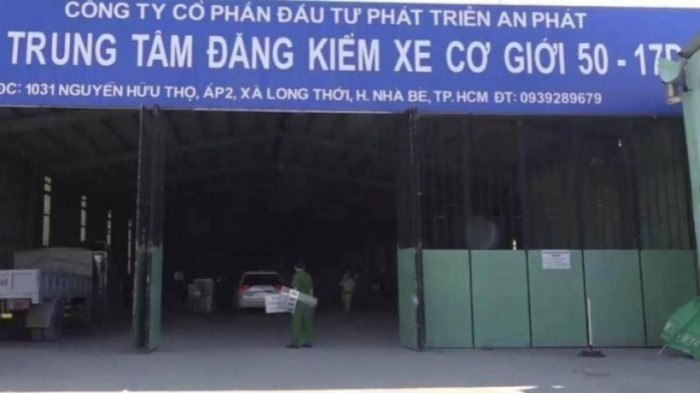 CÔNG TY CỔ PHẦN ĐẦU TƯ PHÁT TRIỂN AN PHÁT
TRUNG TÂM ĐĂNG KIỂM XE CƠ GIỚI 50 - 17D
ĐC: 1031 NGUYỄN HỮU THỌ, ẤP2, XÃ LONG THỚI, H. NHÀ BÈ, TP.HCM ĐT: 0939289679